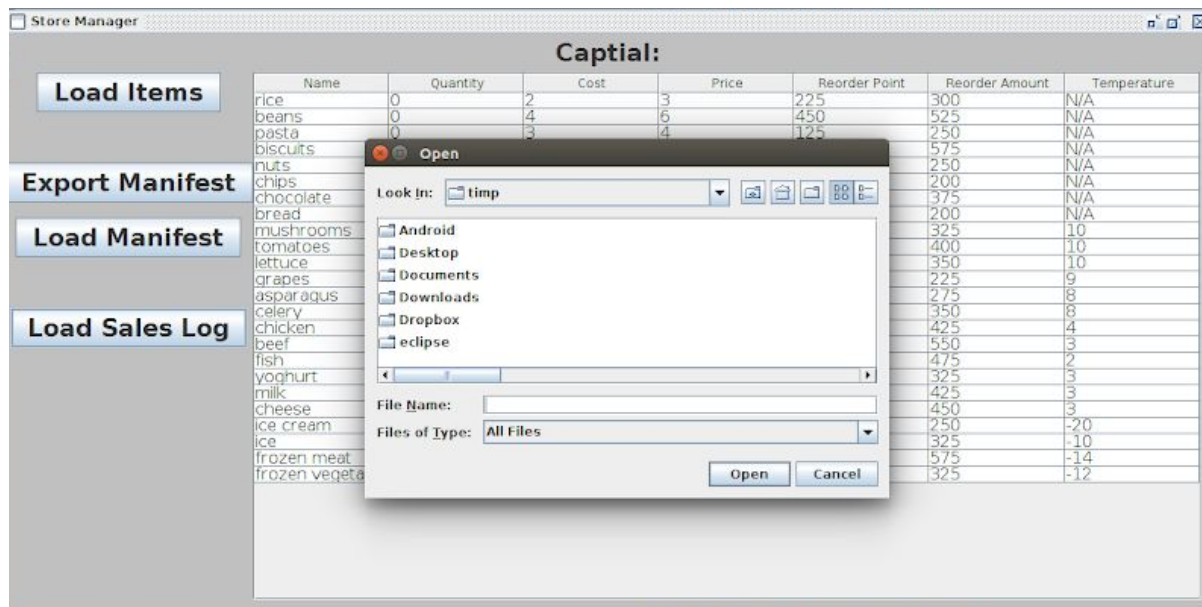 Store Manager
Captial:
Load Items
Export Manifest
Load Manifest
Load Sales Log
Name Quantity Cost Price Reorder Point Reorder Amount Temperature
rice 0 2 3 225 300 N/A
beans 0 4 6 450 525 N/A
pasta 0 3 4 125 250 N/A
biscuits 575 N/A
nuts 250 N/A
chips 200 N/A
chocolate 375 N/A
bread 200 N/A
mushrooms 325 10
tomatoes 400 10
lettuce 350 10
grapes 225 9
asparagus 275 8
celery 350 8
chicken 425 4
beef 550 3
fish 475 2
yoghurt 325 3
milk 425 3
cheese 450 3
ice cream 250 -20
ice 325 -10
frozen meat 575 -14
frozen vegeta 325 -12
Open
Look In: timp
Android
Desktop
Documents
Downloads
Dropbox
eclipse
File Name:
Files of Type: All Files
Open Cancel